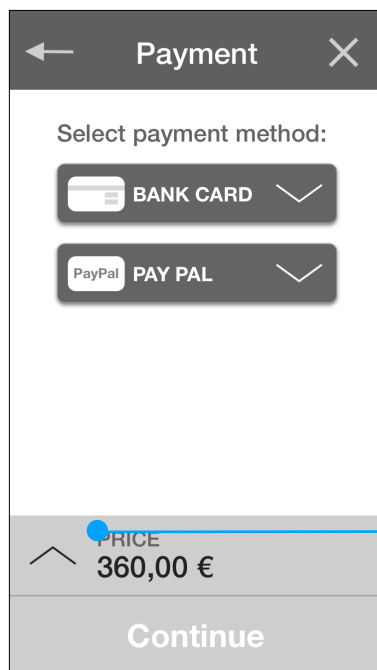 Payment
Select payment method:
BANK CARD
PayPal PAY PAL
PRICE
360,00 €
Continue